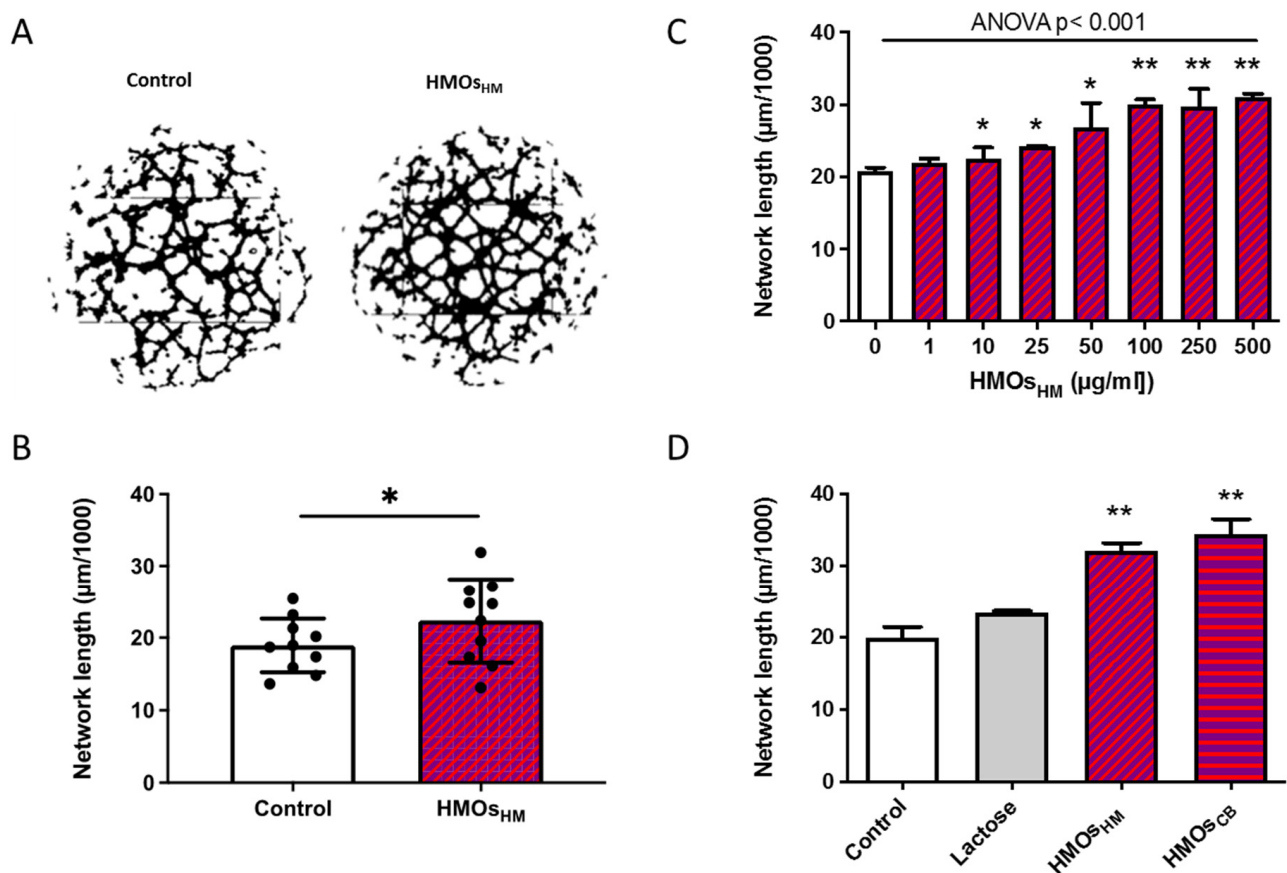 A
Control
HMOsHM
B
Network length (µm/1000)
40
30
20
10
0
*
Control
HMOsHM
C
Network length (µm/1000)
40
30
20
10
0
ANOVA p< 0.001
* * * ** ** **
0 1 10 25 50 100 250 500
HMOsHM (µg/ml])
D
Network length (µm/1000)
40
30
20
10
0
** **
Control
Lactose
HMOsHM
HMOsCB